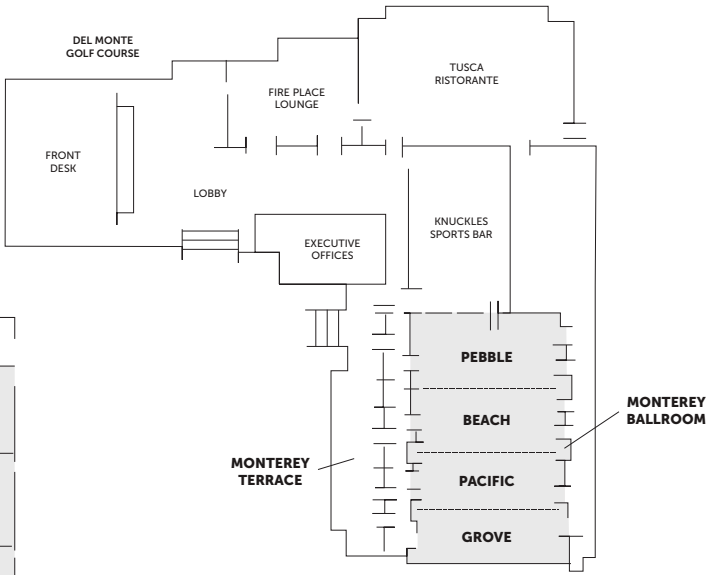 DEL MONTE
GOLF COURSE
TUSCA
RISTORANTE
FIRE PLACE
LOUNGE
FRONT
DESK
LOBBY
KNUCKLES
SPORTS BAR
EXECUTIVE
OFFICES
PEBBLE
MONTEREY
BALLROOM
BEACH
MONTEREY
TERRACE
PACIFIC
GROVE